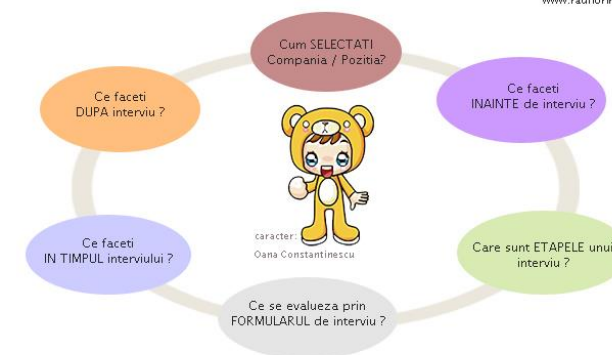 Cum SELECTATI
Compania / Pozitia?
Ce faceti
INAINTE de interviu ?
Care sunt ETAPELE unui
interviu ?
Ce se evalueza prin
FORMULARUL de interviu ?
Ce faceti
IN TIMPUL interviului ?
Ce faceti
DUPA interviu ?
caracter:
Oana Constantinescu